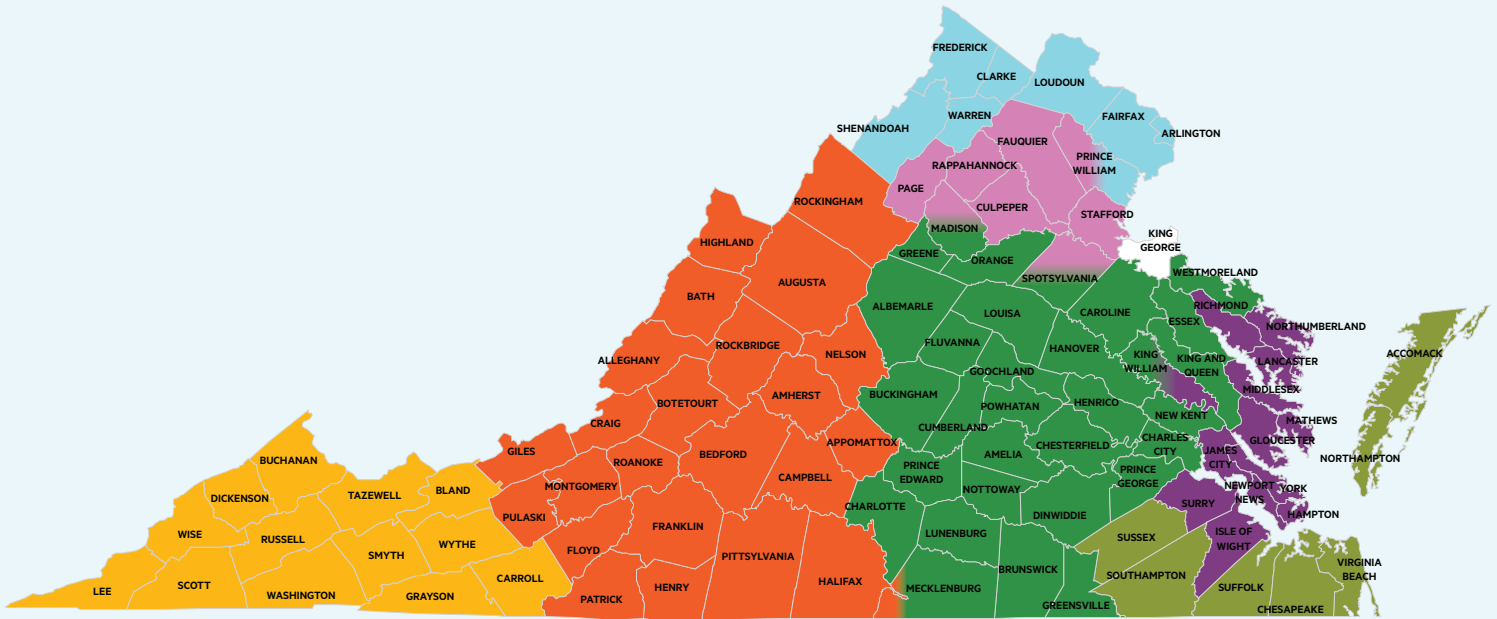 FREDERICK
CLARKE
LOUDOUN
WARREN
FAIRFAX
SHENANDOAH
ARLINGTON
FAUQUIER
PRINCE
WILLIAM
RAPPAHANNOCK
PAGE
ROCKINGHAM
CULPEPER
STAFFORD
MADISON
KING
GEORGE
HIGHLAND
GREENE
ORANGE
WESTMORELAND
SPOTSYLVANIA
AUGUSTA
BATH
ALBEMARLE
LOUISA
CAROLINE
RICHMOND
ESSEX
NORTHUMBERLAND
ROCKBRIDGE
FLUVANNA
HANOVER
NELSON
ACCOMACK
ALLEGHANY
KING
WILLIAM
KING AND
QUEEN
LANCASTER
GOOCHLAND
MIDDLESEX
AMHERST
BUCKINGHAM
BOTETOURT
POWHATAN
HENRICO
NEW KENT
CRAIG
CUMBERLAND
MATHEWS
APPOMATTOX
CHESTERFIELD
CHARLES
CITY
GLOUCESTER
GILES
BEDFORD
AMELIA
JAMES
CITY
NORTHAMPTON
BUCHANAN
ROANOKE
PRINCE
EDWARD
PRINCE
GEORGE
CAMPBELL
MONTGOMERY
NOTTOWAY
NEWPORT
NEWS
YORK
BLAND
TAZEWELL
DICKENSON
CHARLOTTE
SURRY
PULASKI
DINWIDDIE
HAMPTON
FRANKLIN
WISE
LUNENBURG
SUSSEX
ISLE OF
WIGHT
RUSSELL
WYTHE
FLOYD
SMYTH
PITTSYLVANIA
VIRGINIA
BEACH
BRUNSWICK
SOUTHAMPTON
CARROLL
HALIFAX
SCOTT
LEE
HENRY
MECKLENBURG
SUFFOLK
WASHINGTON
GRAYSON
PATRICK
GREENSVILLE
CHESAPEAKE